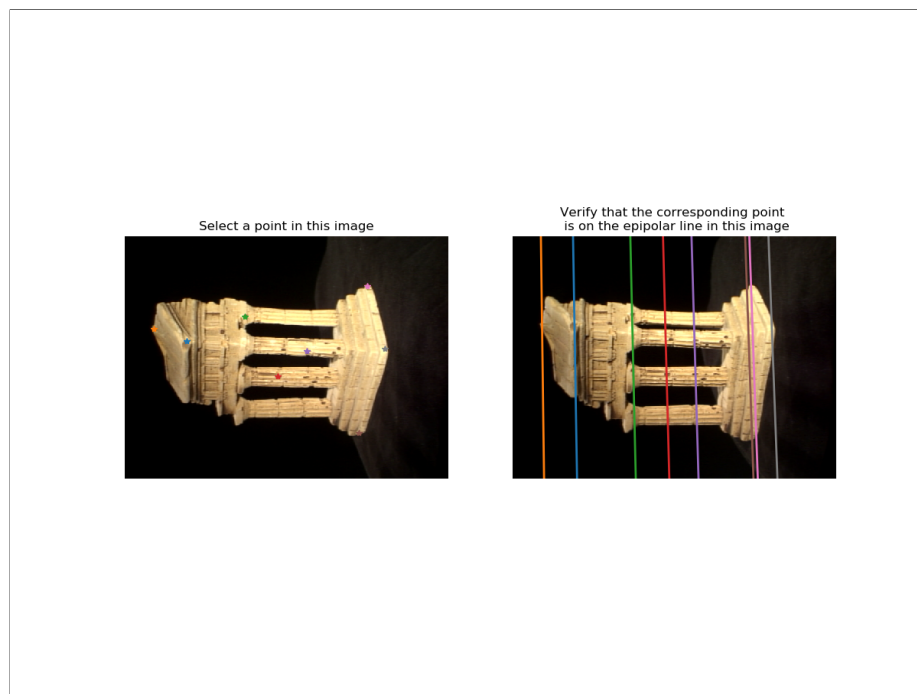 Select a point in this image
Verify that the corresponding point
is on the epipolar line in this image